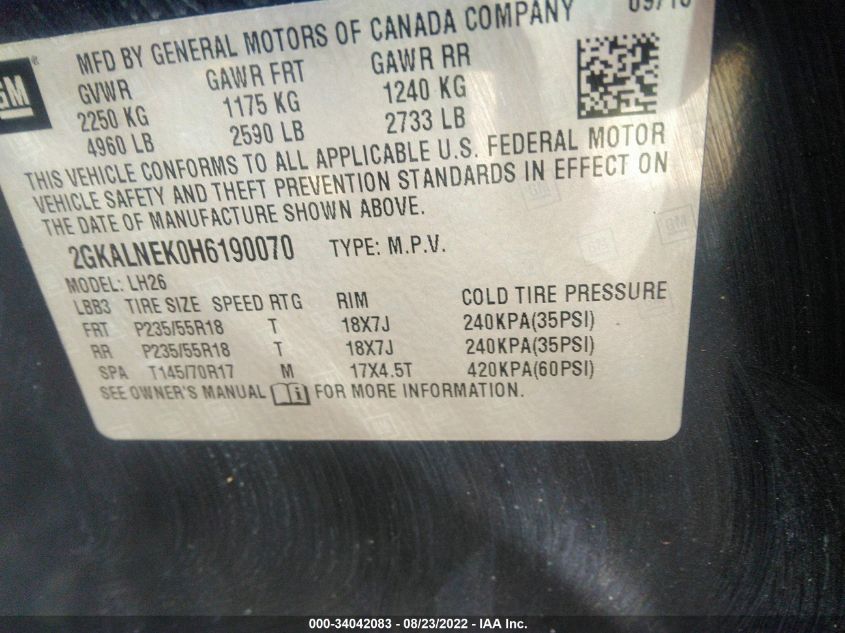 GM
MFD BY GENERAL MOTORS OF CANADA COMPANY
GVWR GAWR FRT GAWR RR
2250 KG 1175 KG 1240 KG
4960 LB 2590 LB 2733 LB
THIS VEHICLE CONFORMS TO ALL APPLICABLE U.S. FEDERAL MOTOR
VEHICLE SAFETY AND THEFT PREVENTION STANDARDS IN EFFECT ON
THE DATE OF MANUFACTURE SHOWN ABOVE.
2GKALNEK0H6190070 TYPE: M.P.V.
MODEL: LH26
LBB3 TIRE SIZE SPEED RTG RIM COLD TIRE PRESSURE
FRT P235/55R18 T 18X7J 240KPA(35PSI)
RR P235/55R18 T 18X7J 240KPA(35PSI)
SPA T145/70R17 M 17X4.5T 420KPA(60PSI)
SEE OWNER'S MANUAL FOR MORE INFORMATION.
000-34042083 - 08/23/2022 - IAA Inc.